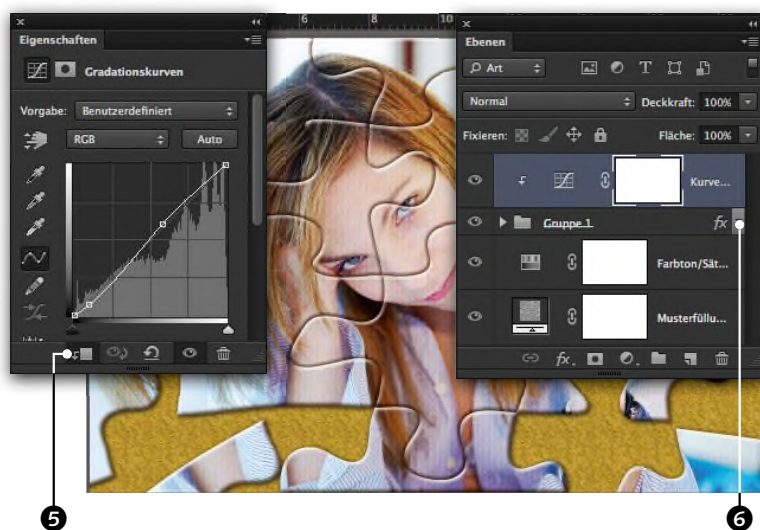 6 8 10
Eigenschaften
Gradationskurven
Vorgabe: Benutzerdefiniert
RGB Auto
Ebenen
Art T
Normal Deckkraft: 100%
Fixieren: Fläche: 100%
Kurve...
Gruppe 1 fx
Farbton/Sät...
Musterfüllu...
fx.
5 6